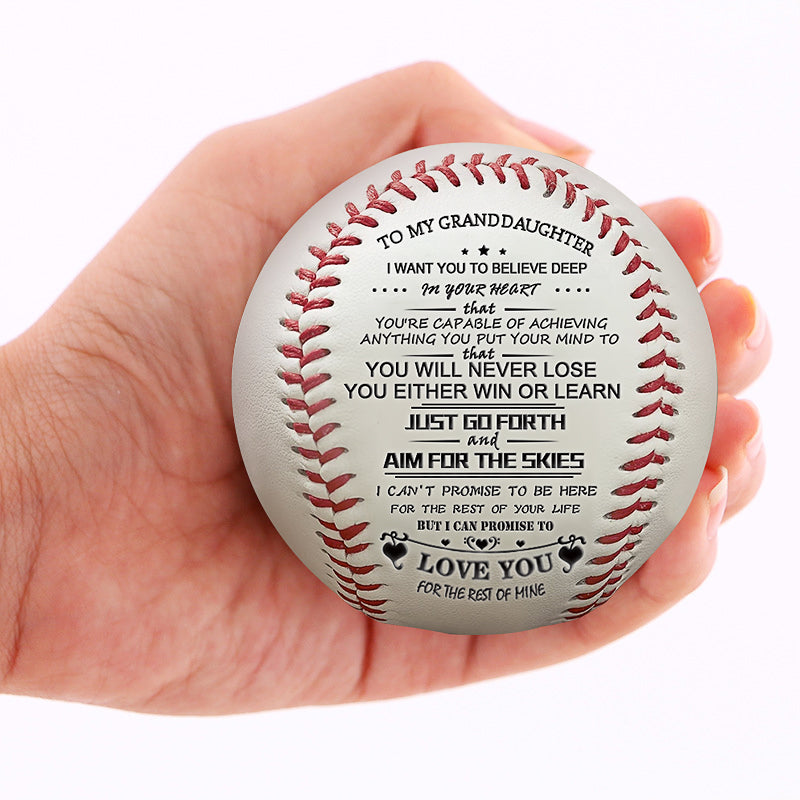 TO MY GRANDDAUGHTER
I WANT YOU TO BELIEVE DEEP
IN YOUR HEART
that
YOU'RE CAPABLE OF ACHIEVING
ANYTHING YOU PUT YOUR MIND TO
that
YOU WILL NEVER LOSE
YOU EITHER WIN OR LEARN
JUST GO FORTH
and
AIM FOR THE SKIES
I CAN'T PROMISE TO BE HERE
FOR THE REST OF YOUR LIFE
BUT I CAN PROMISE TO
LOVE YOU
FOR THE REST OF MINE